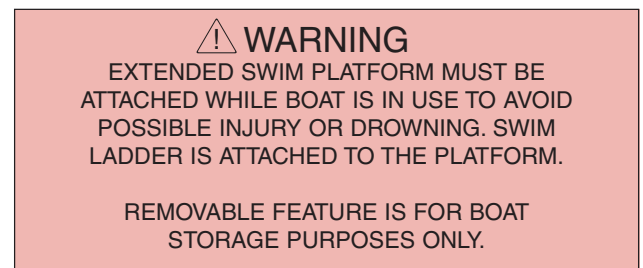 ⚠ WARNING
EXTENDED SWIM PLATFORM MUST BE
ATTACHED WHILE BOAT IS IN USE TO AVOID
POSSIBLE INJURY OR DROWNING. SWIM
LADDER IS ATTACHED TO THE PLATFORM.
REMOVABLE FEATURE IS FOR BOAT
STORAGE PURPOSES ONLY.